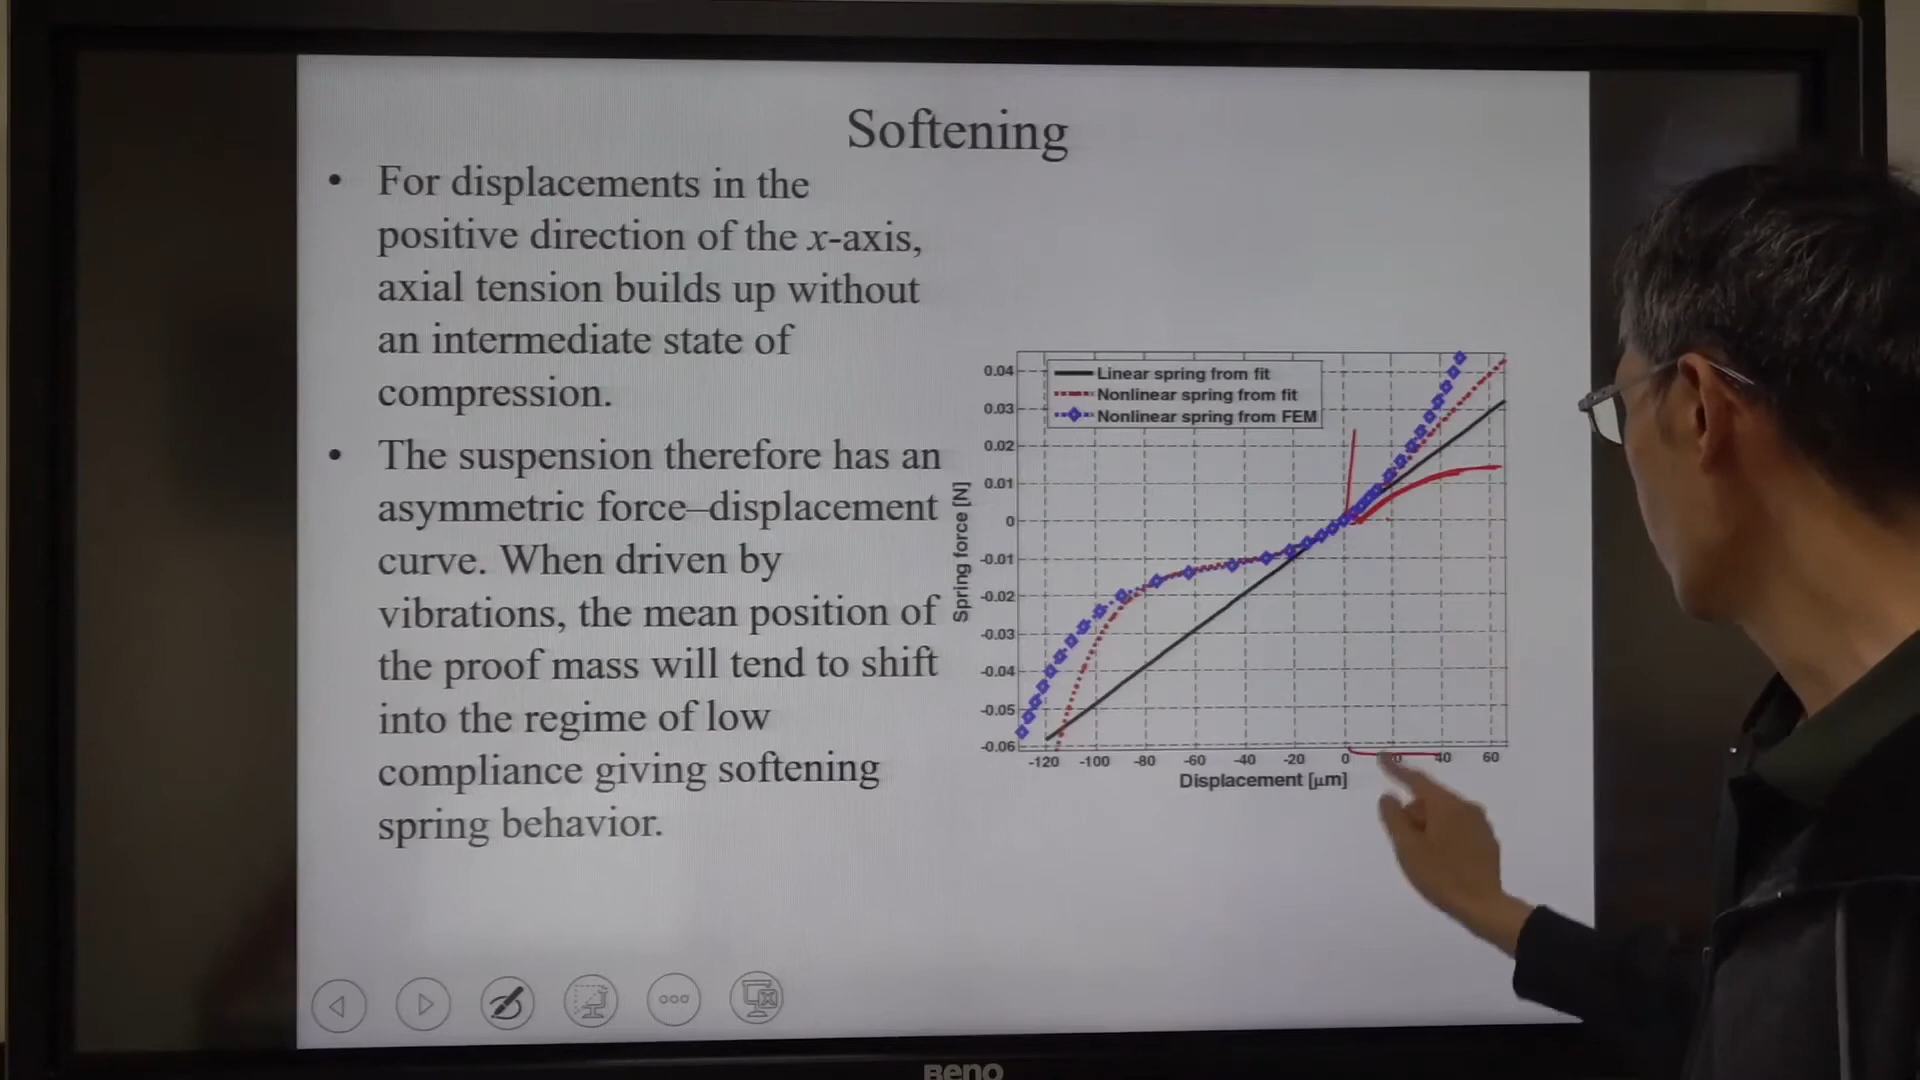 Softening
• For displacements in the
positive direction of the x-axis,
axial tension builds up without
an intermediate state of
compression.
• The suspension therefore has an
asymmetric force–displacement
curve. When driven by
vibrations, the mean position of
the proof mass will tend to shift
into the regime of low
compliance giving softening
spring behavior.
Linear spring from fit
Nonlinear spring from fit
Nonlinear spring from FEM
Spring force [N]
0.04
0.03
0.02
0.01
0
-0.01
-0.02
-0.03
-0.04
-0.05
-0.06
-120 -100 -80 -60 -40 -20 0 40 60
Displacement [μm]
BenQ